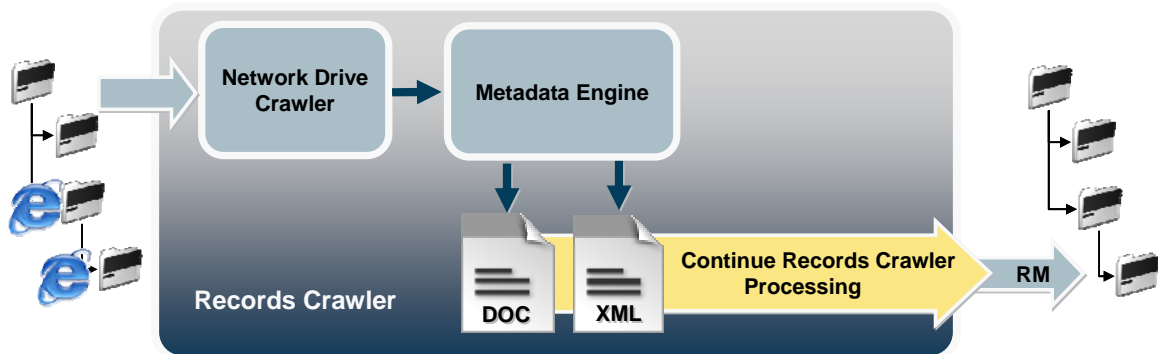 Network Drive
Crawler
Metadata Engine
Continue Records Crawler
Processing
RM
Records Crawler
DOC
XML